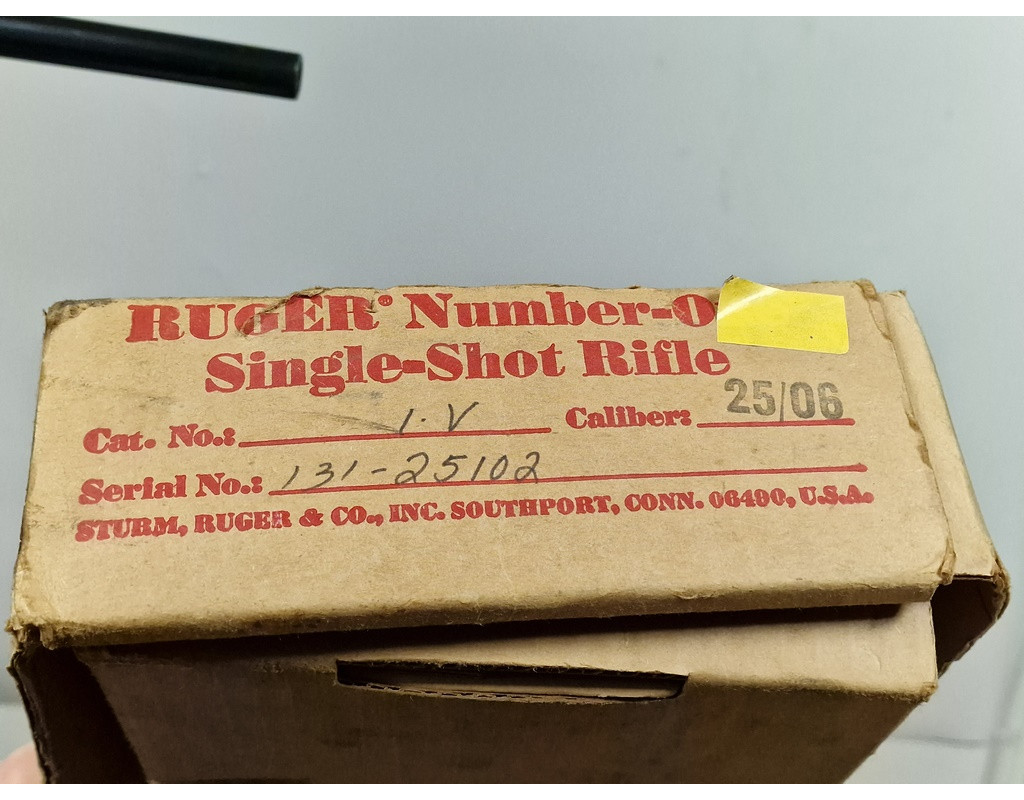 RUGER® Number-O
Single-Shot Rifle
Cat. No.: 1-V Caliber: 25/06
Serial No.: 131-25102
STURM, RUGER & CO., INC. SOUTHPORT, CONN. 06490, U.S.A.